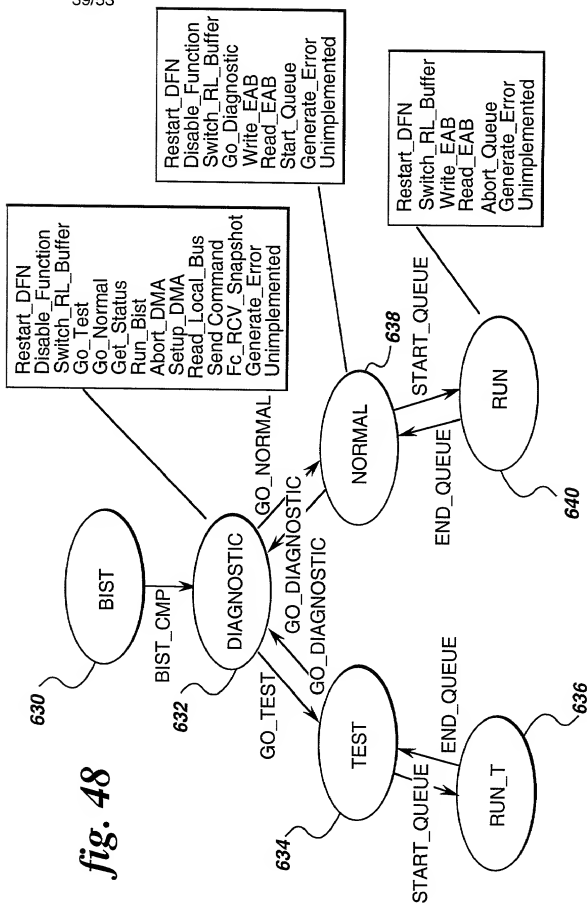 39/53
Restart_DFN
Disable_Function
Switch_RL_Buffer
Go_Diagnostic
Write_EAB
Read_EAB
Start_Queue
Generate_Error
Unimplemented
Restart_DFN
Switch_RL_Buffer
Write_EAB
Read_EAB
Abort_Queue
Generate_Error
Unimplemented
Restart_DFN
Disable_Function
Switch_RL_Buffer
Go_Test
Go_Normal
Get_Status
Run_Bist
Abort_DMA
Setup_DMA
Read_Local_Bus
Send Command
Fc_RCV_Snapshot
Generate_Error
Unimplemented
BIST
630
BIST_CMP
DIAGNOSTIC
632
GO_NORMAL
GO_DIAGNOSTIC
NORMAL
638
START_QUEUE
END_QUEUE
RUN
640
GO_TEST
GO_DIAGNOSTIC
TEST
634
START_QUEUE
END_QUEUE
RUN_T
636
fig. 48